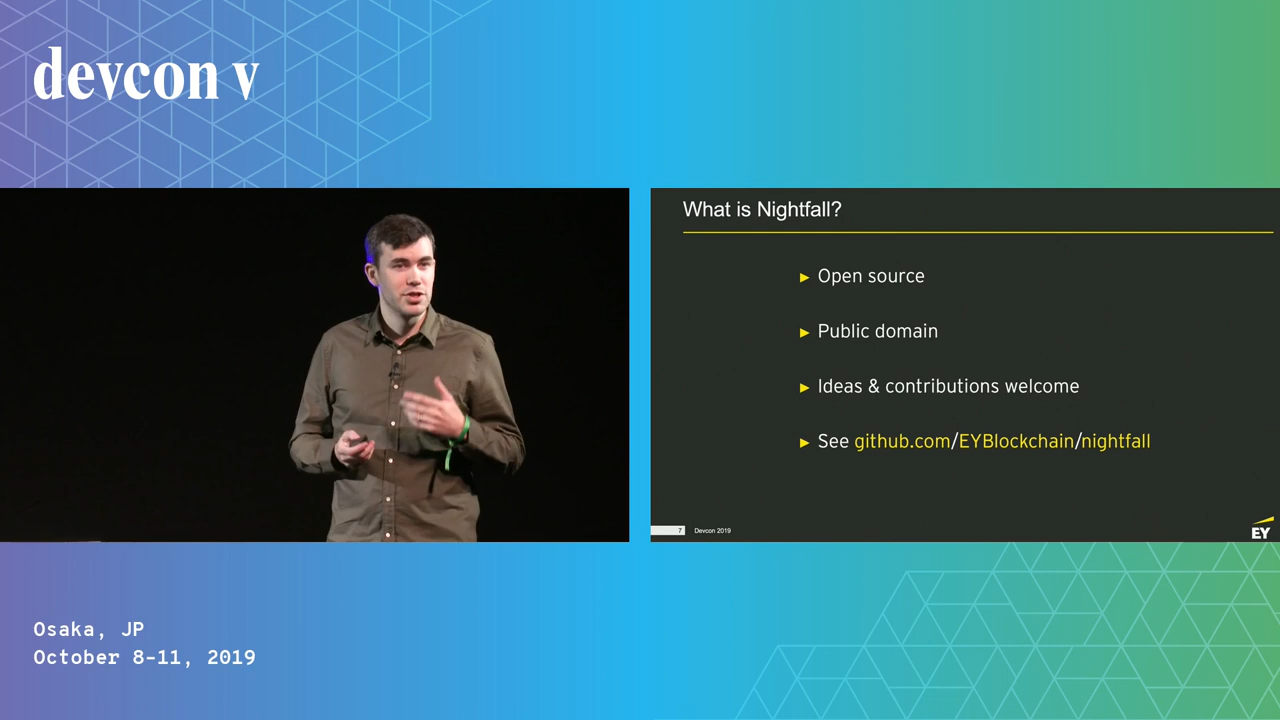 devcon v
What is Nightfall?
► Open source
► Public domain
► Ideas & contributions welcome
► See github.com/EYBlockchain/nightfall
7 Devcon 2019
EY
Osaka, JP
October 8-11, 2019